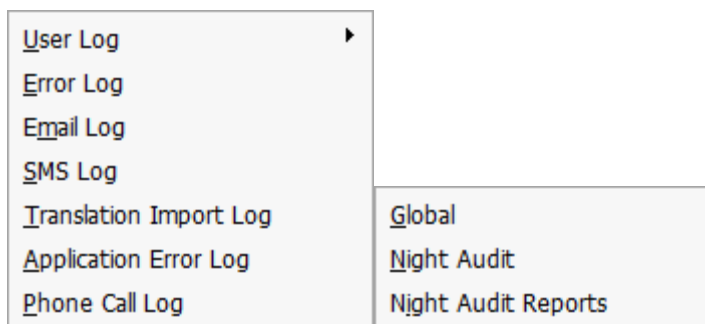 User Log
Error Log
Email Log
SMS Log
Translation Import Log
Application Error Log
Phone Call Log
Global
Night Audit
Night Audit Reports